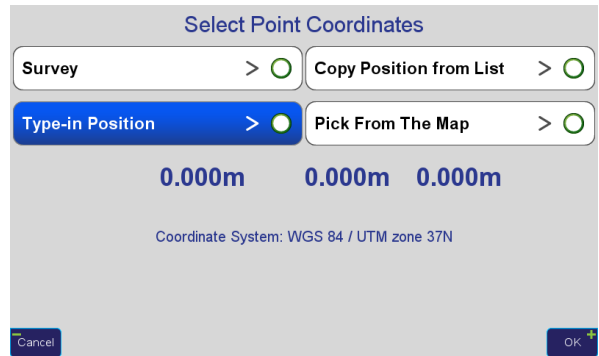 Select Point Coordinates
Survey > Copy Position from List >
Type-in Position > Pick From The Map >
0.000m 0.000m 0.000m
Coordinate System: WGS 84 / UTM zone 37N
Cancel OK